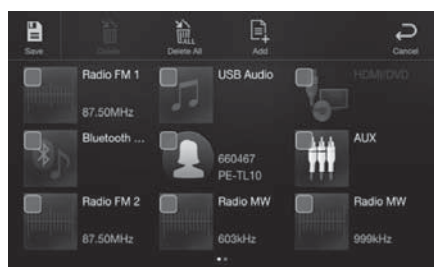 Save
Delete
ALL
Delete All
Add
Cancel
Radio FM 1
87.50MHz
USB Audio
HDMI/DVD
Bluetooth ...
660467
PE-TL10
AUX
Radio FM 2
87.50MHz
Radio MW
603kHz
Radio MW
999kHz